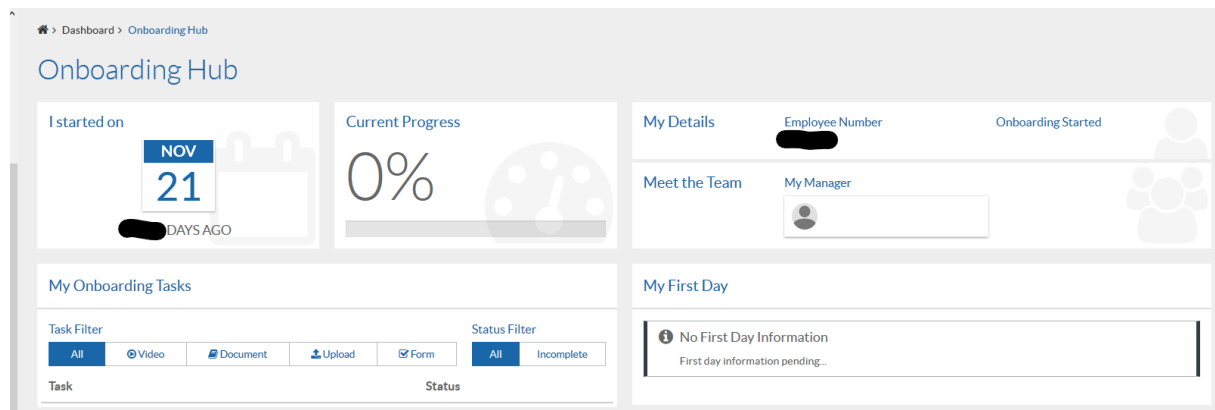 > Dashboard > Onboarding Hub
Onboarding Hub
I started on
NOV
21
DAYS AGO
Current Progress
0%
My Details
Employee Number
Onboarding Started
Meet the Team
My Manager
My Onboarding Tasks
Task Filter
All Video Document Upload Form
Status Filter
All Incomplete
Task Status
My First Day
No First Day Information
First day information pending...